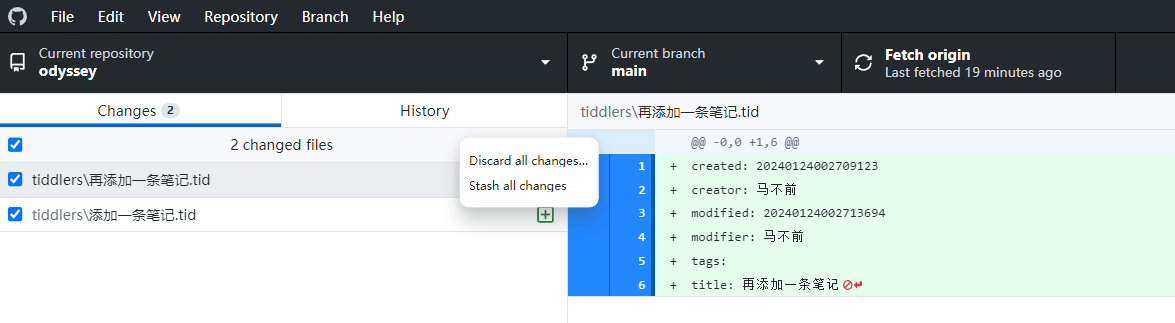 File Edit View Repository Branch Help
Current repository
odyssey
Current branch
main
Fetch origin
Last fetched 19 minutes ago
Changes 2
History
2 changed files
tiddlers\再添加一条笔记.tid
tiddlers\添加一条笔记.tid
Discard all changes...
Stash all changes
tiddlers\再添加一条笔记.tid
@@ -0,0 +1,6 @@
1 + created: 20240124002709123
2 + creator: 马不前
3 + modified: 20240124002713694
4 + modifier: 马不前
5 + tags:
6 + title: 再添加一条笔记